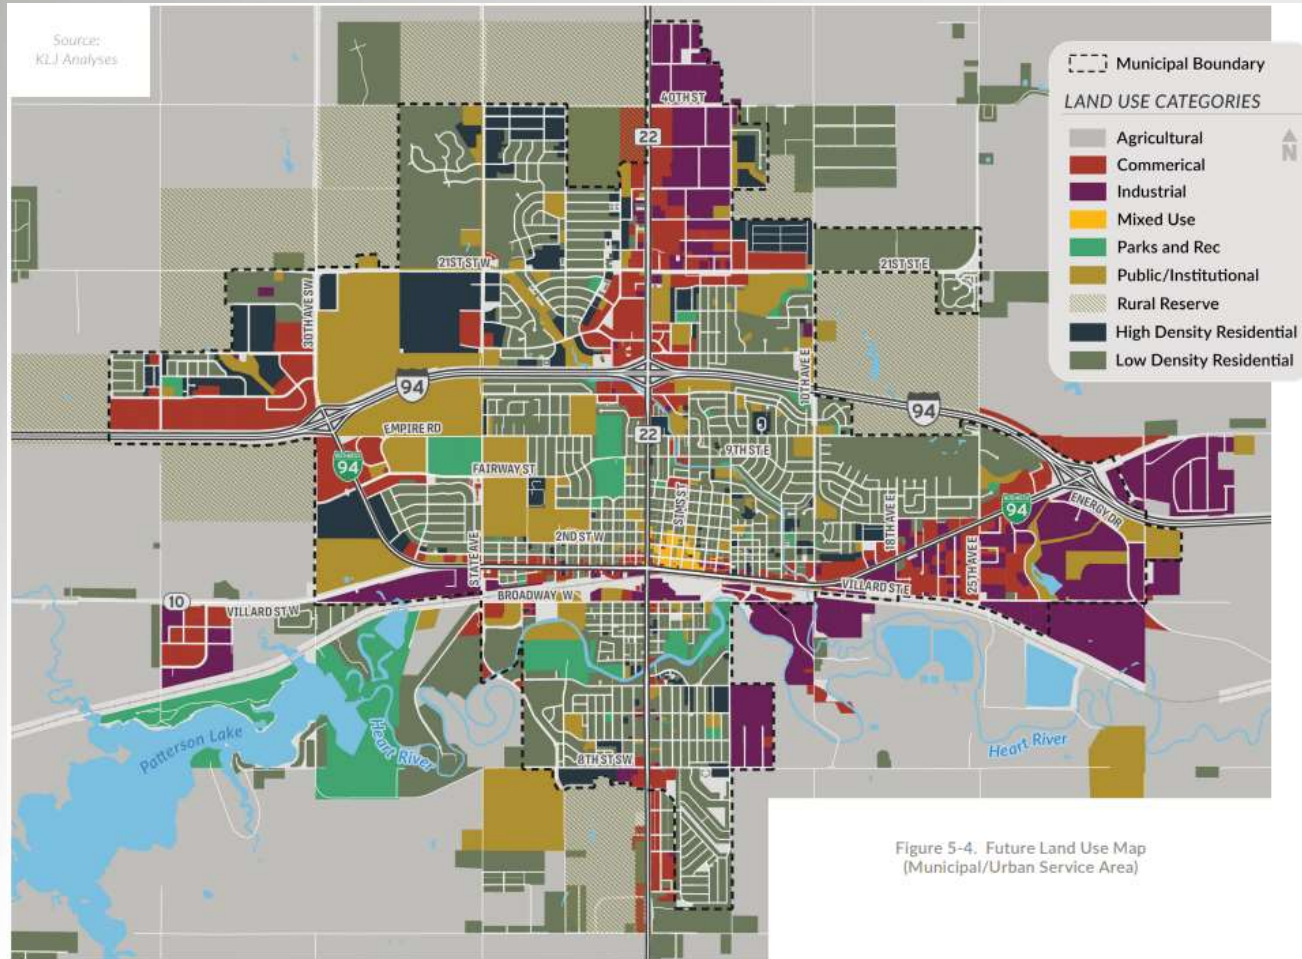 Source:
KLJ Analyses
Municipal Boundary
LAND USE CATEGORIES
Agricultural
Commerical
Industrial
Mixed Use
Parks and Rec
Public/Institutional
Rural Reserve
High Density Residential
Low Density Residential
N
40TH ST
22
21ST ST W
21ST ST E
30TH AVE SW
10TH AVE E
94
94
EMPIRE RD
22
94
9TH ST E
FAIRWAY ST
SIMS ST
18TH AVE E
94
ENERGY DR
2ND ST W
STATE AVE
25TH AVE E
VILLARD ST E
BROADWAY W
10
VILLARD ST W
Patterson Lake
Heart River
Heart River
8TH ST SW
Figure 5-4. Future Land Use Map
(Municipal/Urban Service Area)